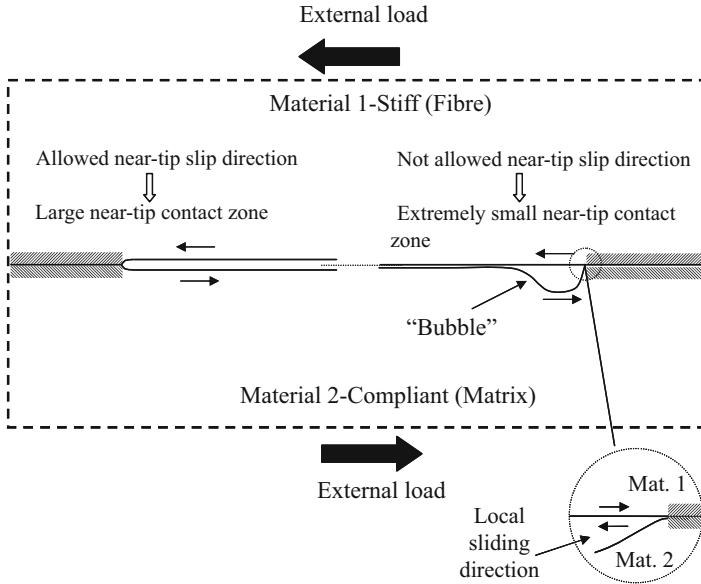 External load
Material 1-Stiff (Fibre)
Allowed near-tip slip direction
Large near-tip contact zone
Not allowed near-tip slip direction
Extremely small near-tip contact
zone
“Bubble”
Material 2-Compliant (Matrix)
External load
Mat. 1
Local
sliding
direction
Mat. 2